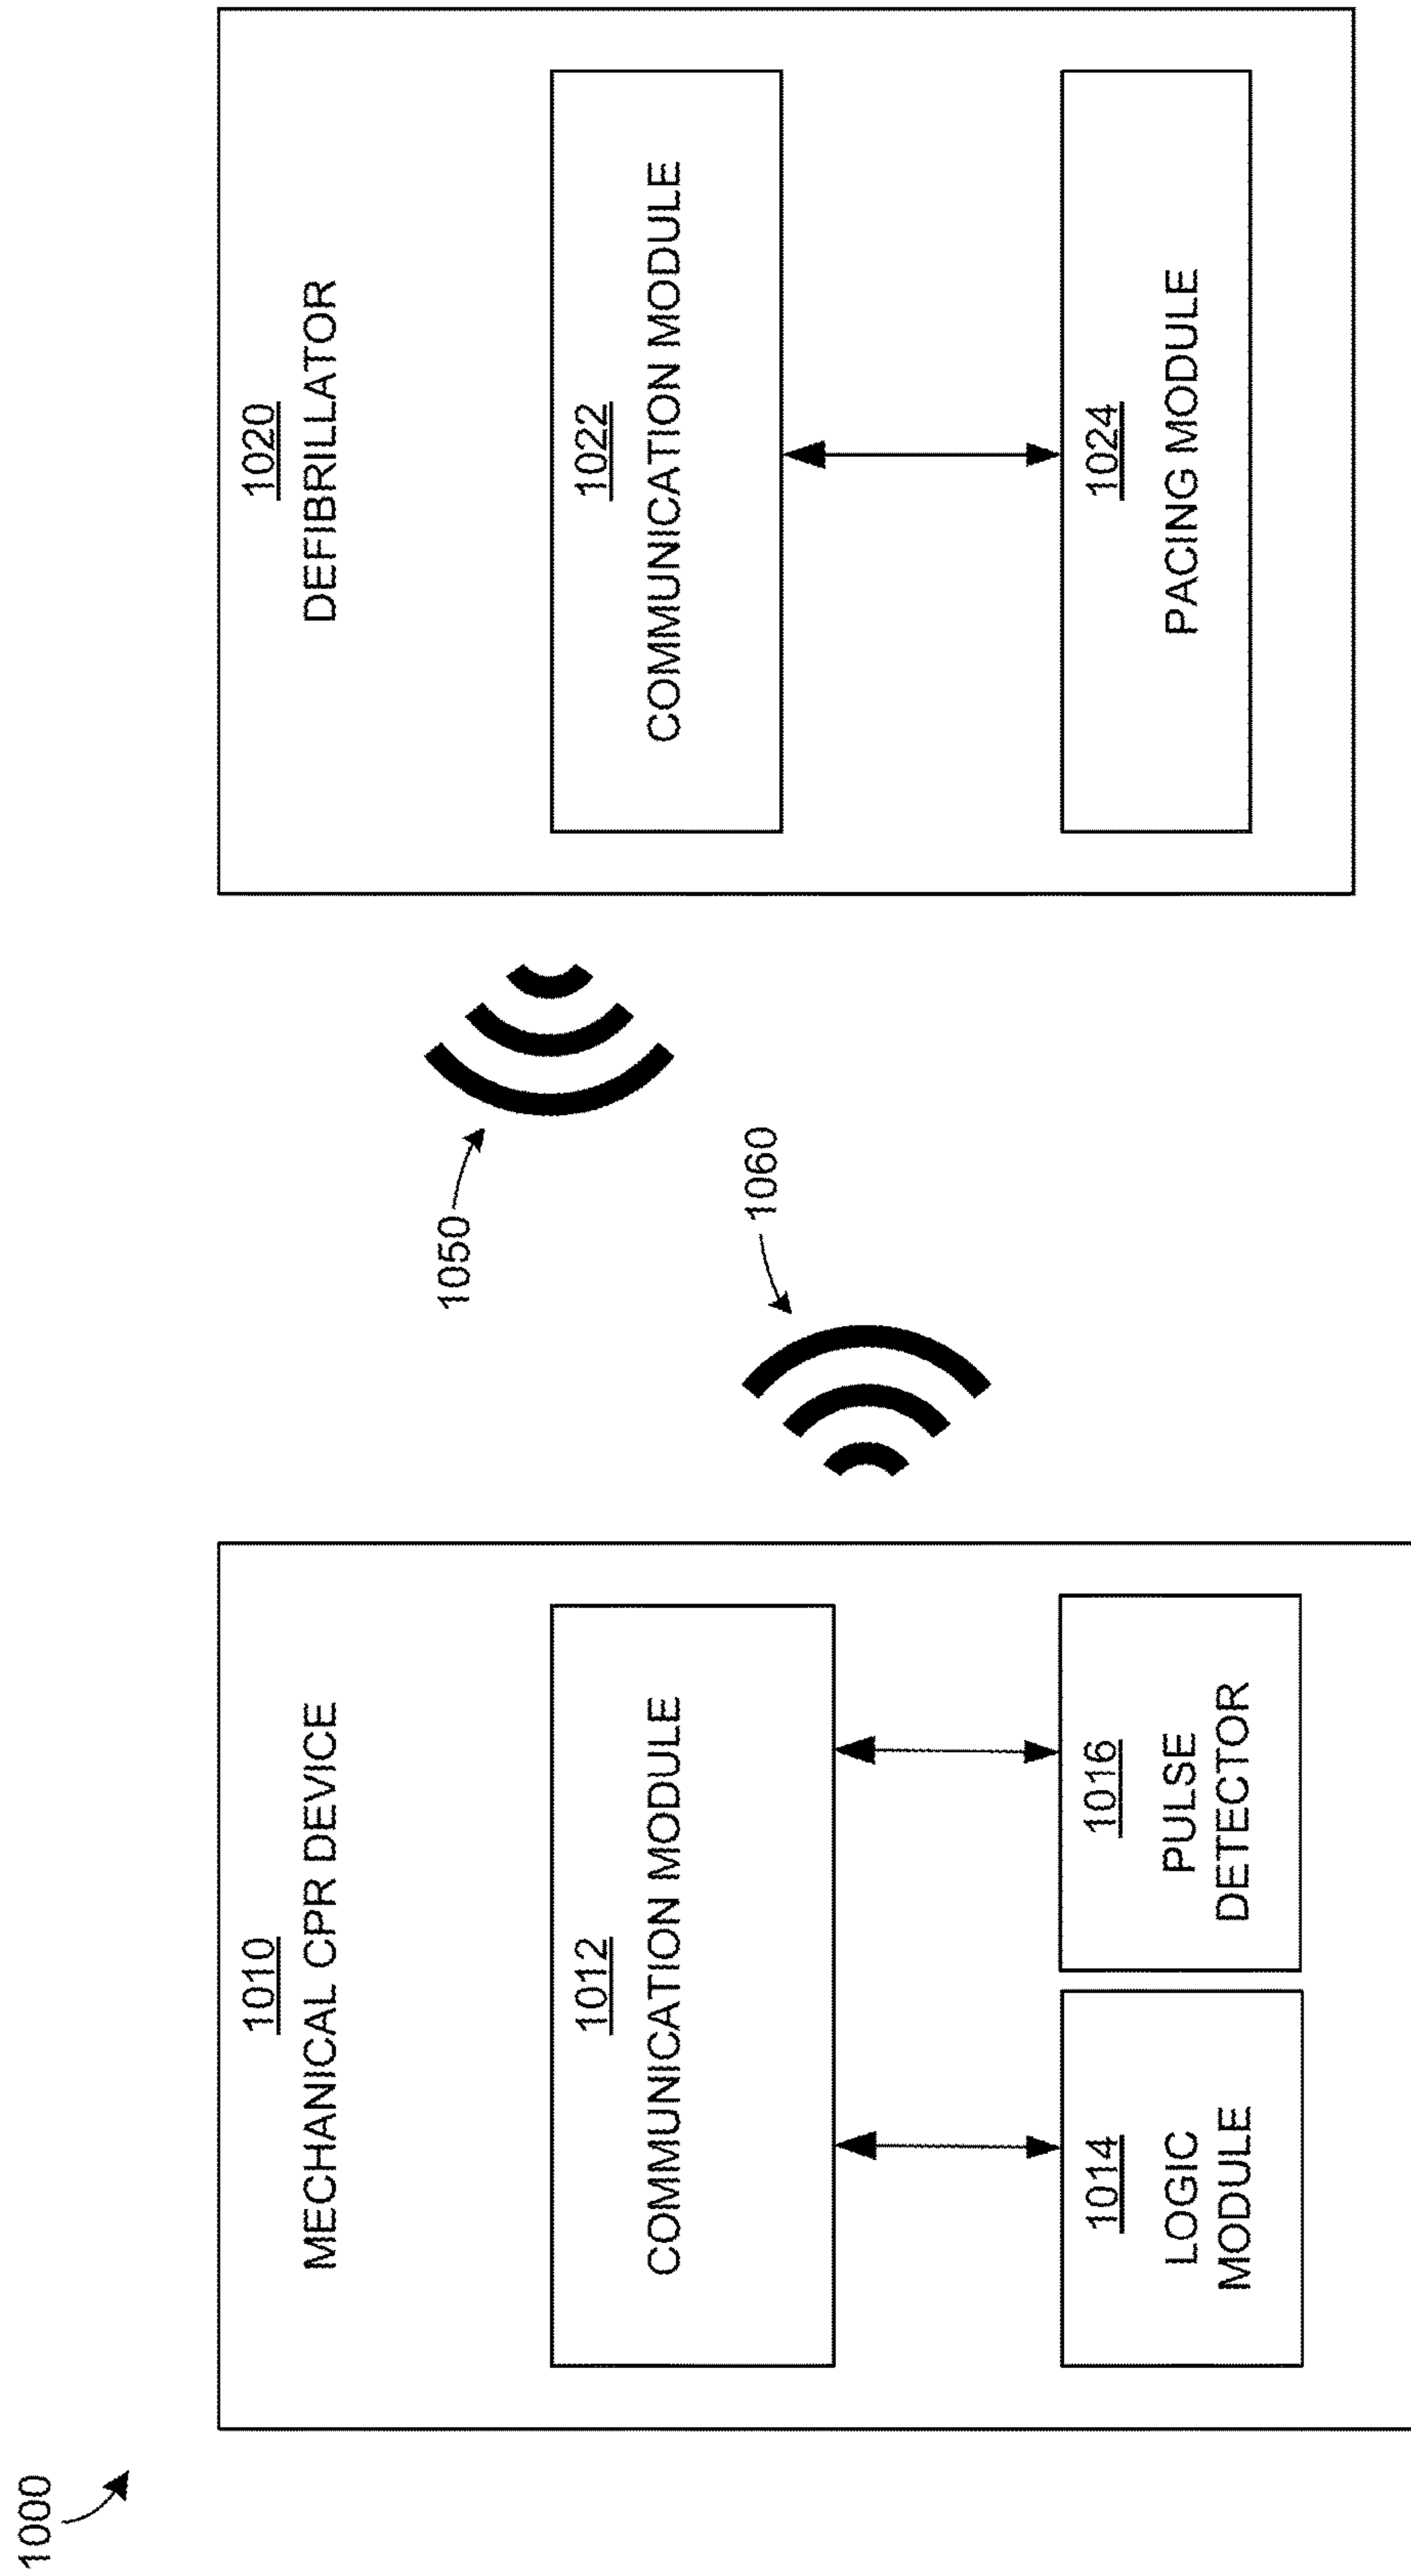 1000
1010
MECHANICAL CPR DEVICE
1012
COMMUNICATION MODULE
1014
LOGIC
MODULE
1016
PULSE
DETECTOR
1050
1060
1020
DEFIBRILLATOR
1022
COMMUNICATION MODULE
1024
PACING MODULE